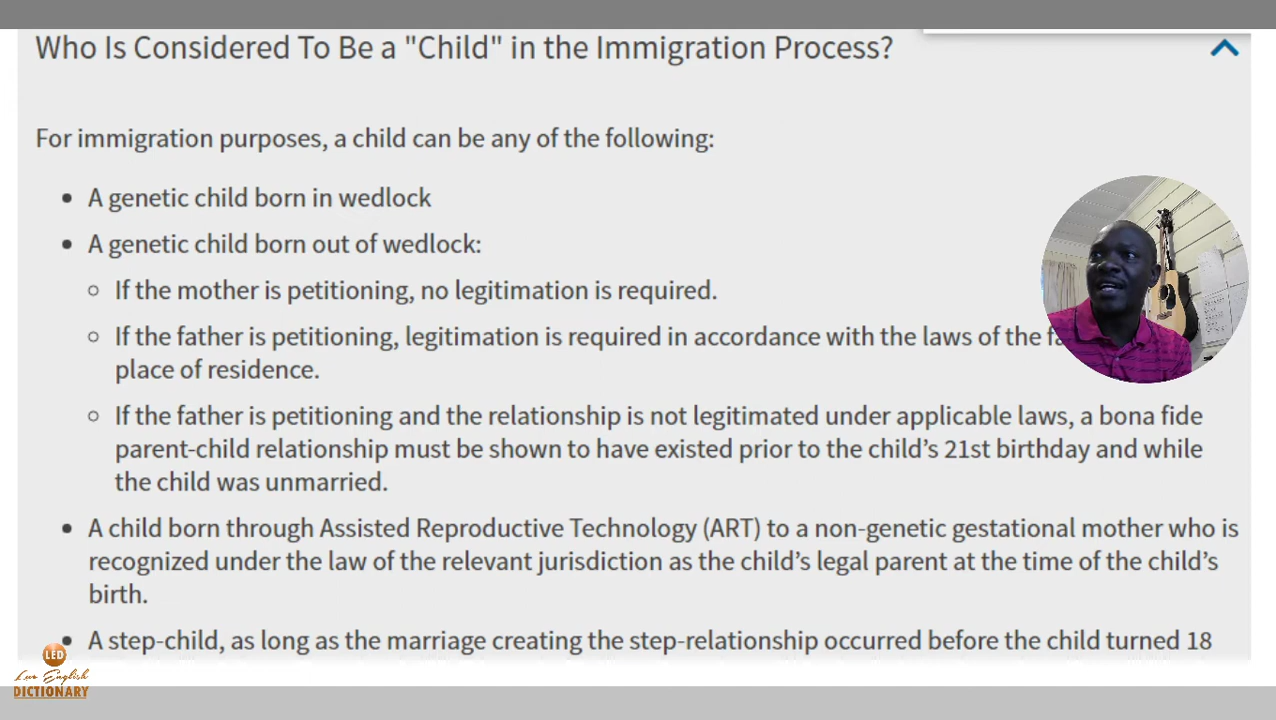 Who Is Considered To Be a "Child" in the Immigration Process?
For immigration purposes, a child can be any of the following:
A genetic child born in wedlock
A genetic child born out of wedlock:
If the mother is petitioning, no legitimation is required.
If the father is petitioning, legitimation is required in accordance with the laws of the
place of residence.
If the father is petitioning and the relationship is not legitimated under applicable laws, a bona fide
parent-child relationship must be shown to have existed prior to the child’s 21st birthday and while
the child was unmarried.
A child born through Assisted Reproductive Technology (ART) to a non-genetic gestational mother who is
recognized under the law of the relevant jurisdiction as the child’s legal parent at the time of the child’s
birth.
A step-child, as long as the marriage creating the step-relationship occurred before the child turned 18
LED
Luo English
DICTIONARY